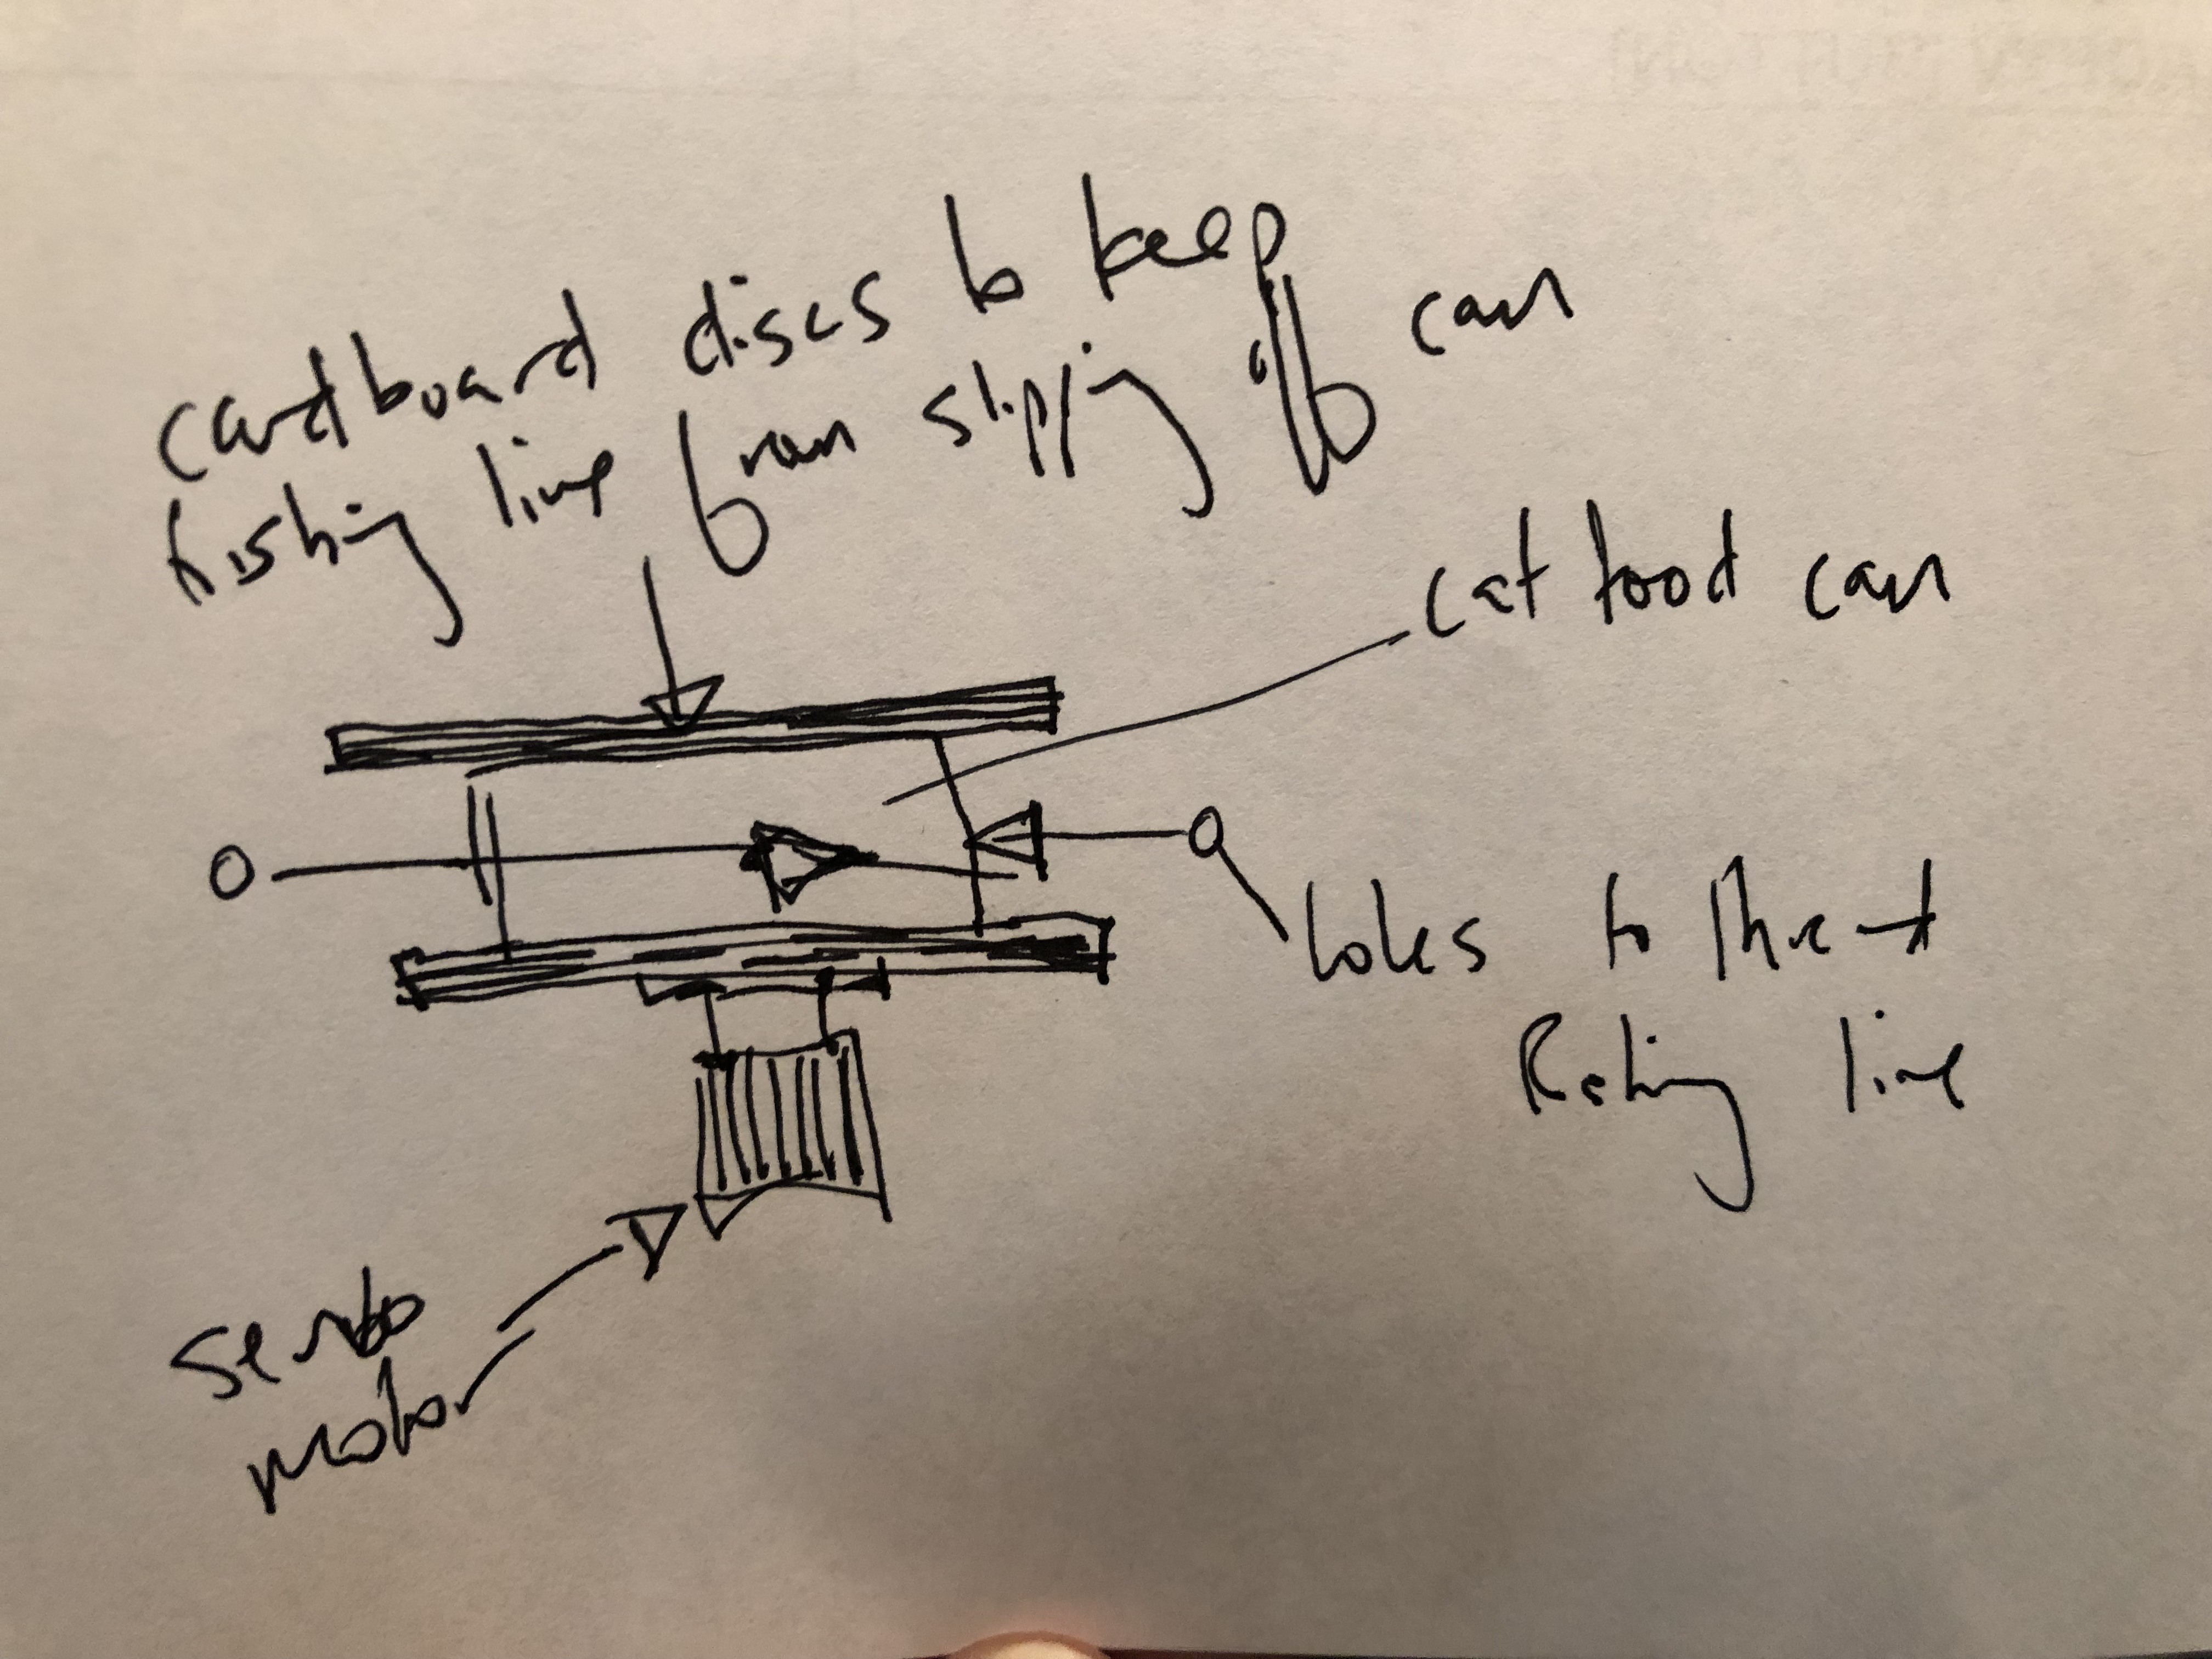 cardboard discs to keep
fishing line from slipping off can
cat food can
holes to thread
fishing line
servo
motor